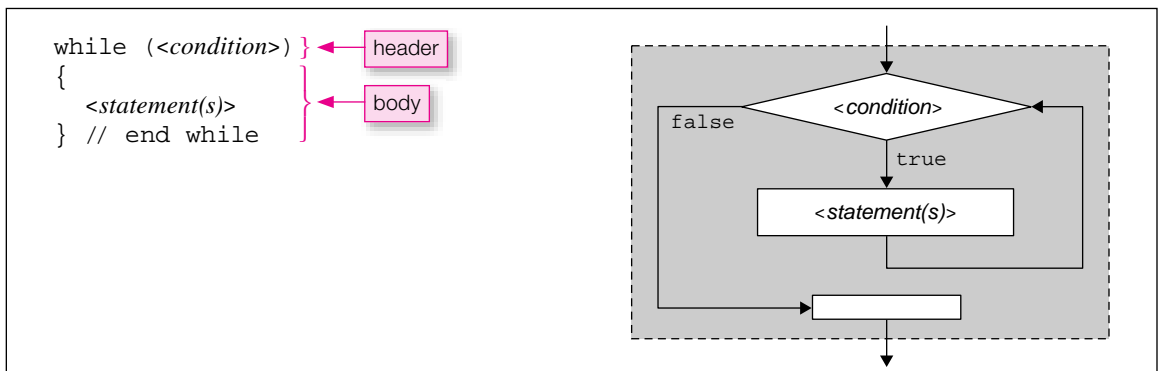 while (<condition>) } header
{
<statement(s)> body
} // end while
<condition>
false
true
<statement(s)>